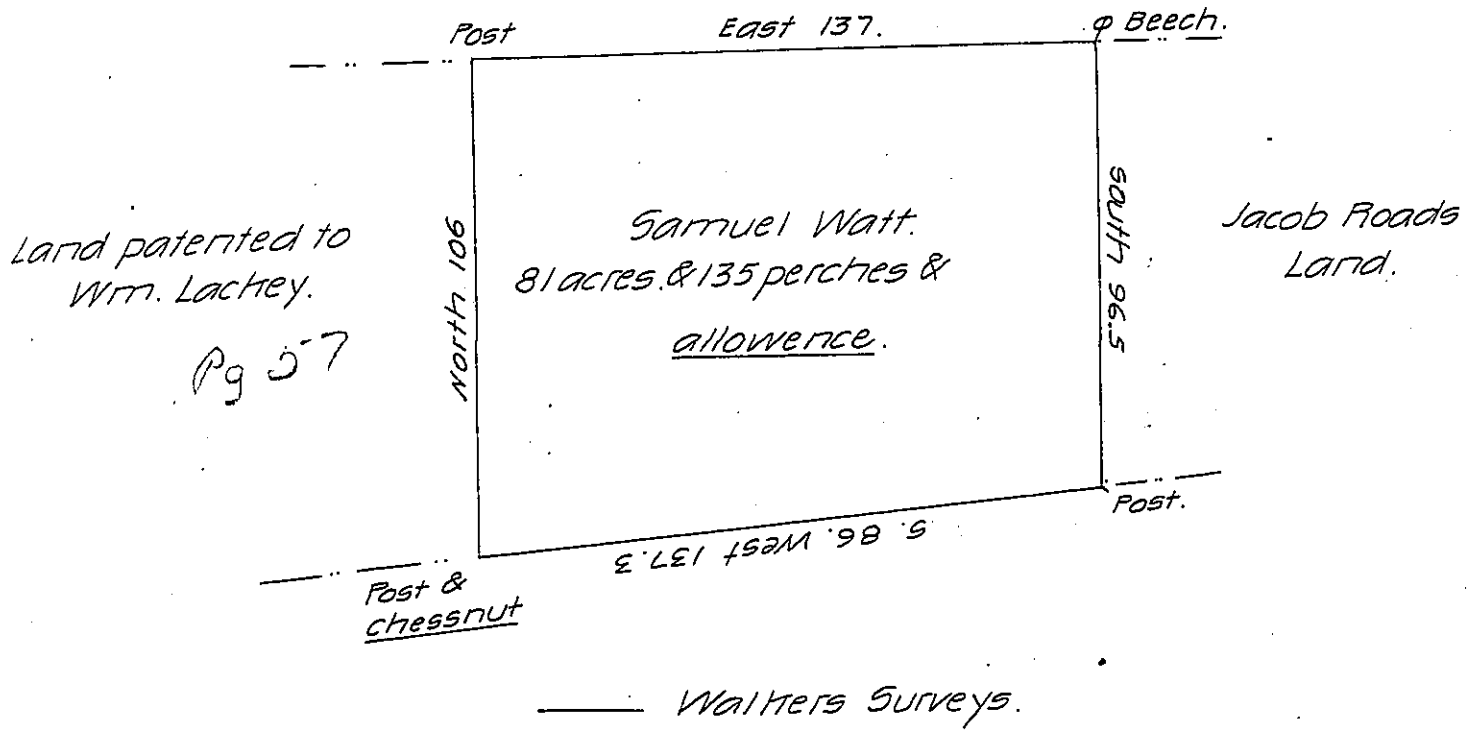 Post
East 137.
Beech.
Land patented to
Wm. Lackey.
Pg 57
North 106
Samuel Watt.
81 acres. & 135 perches &
allowence.
South 96.5
Jacob Roads
Land.
S. 86. West 137.3
Post.
Post &
chessnut
Walkers Surveys.